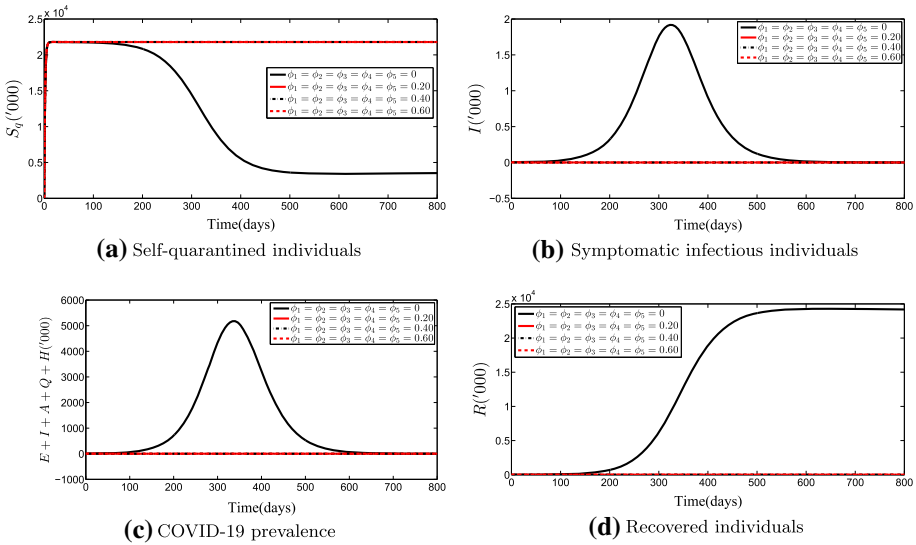 2.5 x 10⁴
2
1.5
1
0.5
0
S_q('000)
0 100 200 300 400 500 600 700 800
Time(days)
ϕ₁ = ϕ₂ = ϕ₃ = ϕ₄ = ϕ₅ = 0
ϕ₁ = ϕ₂ = ϕ₃ = ϕ₄ = ϕ₅ = 0.20
ϕ₁ = ϕ₂ = ϕ₃ = ϕ₄ = ϕ₅ = 0.40
ϕ₁ = ϕ₂ = ϕ₃ = ϕ₄ = ϕ₅ = 0.60
(a) Self-quarantined individuals
2
1.5
1
0.5
0
-0.5
I('000)
0 100 200 300 400 500 600 700 800
Time(days)
ϕ₁ = ϕ₂ = ϕ₃ = ϕ₄ = ϕ₅ = 0
ϕ₁ = ϕ₂ = ϕ₃ = ϕ₄ = ϕ₅ = 0.20
ϕ₁ = ϕ₂ = ϕ₃ = ϕ₄ = ϕ₅ = 0.40
ϕ₁ = ϕ₂ = ϕ₃ = ϕ₄ = ϕ₅ = 0.60
(b) Symptomatic infectious individuals
6000
5000
4000
3000
2000
1000
0
−1000
E + I + A + Q + H('000)
0 100 200 300 400 500 600 700 800
Time(days)
ϕ₁ = ϕ₂ = ϕ₃ = ϕ₄ = ϕ₅ = 0
ϕ₁ = ϕ₂ = ϕ₃ = ϕ₄ = ϕ₅ = 0.20
ϕ₁ = ϕ₂ = ϕ₃ = ϕ₄ = ϕ₅ = 0.40
ϕ₁ = ϕ₂ = ϕ₃ = ϕ₄ = ϕ₅ = 0.60
(c) COVID-19 prevalence
2.5 x 10⁴
2
1.5
1
0.5
0
R('000)
0 100 200 300 400 500 600 700 800
Time(days)
ϕ₁ = ϕ₂ = ϕ₃ = ϕ₄ = ϕ₅ = 0
ϕ₁ = ϕ₂ = ϕ₃ = ϕ₄ = ϕ₅ = 0.20
ϕ₁ = ϕ₂ = ϕ₃ = ϕ₄ = ϕ₅ = 0.40
ϕ₁ = ϕ₂ = ϕ₃ = ϕ₄ = ϕ₅ = 0.60
(d) Recovered individuals